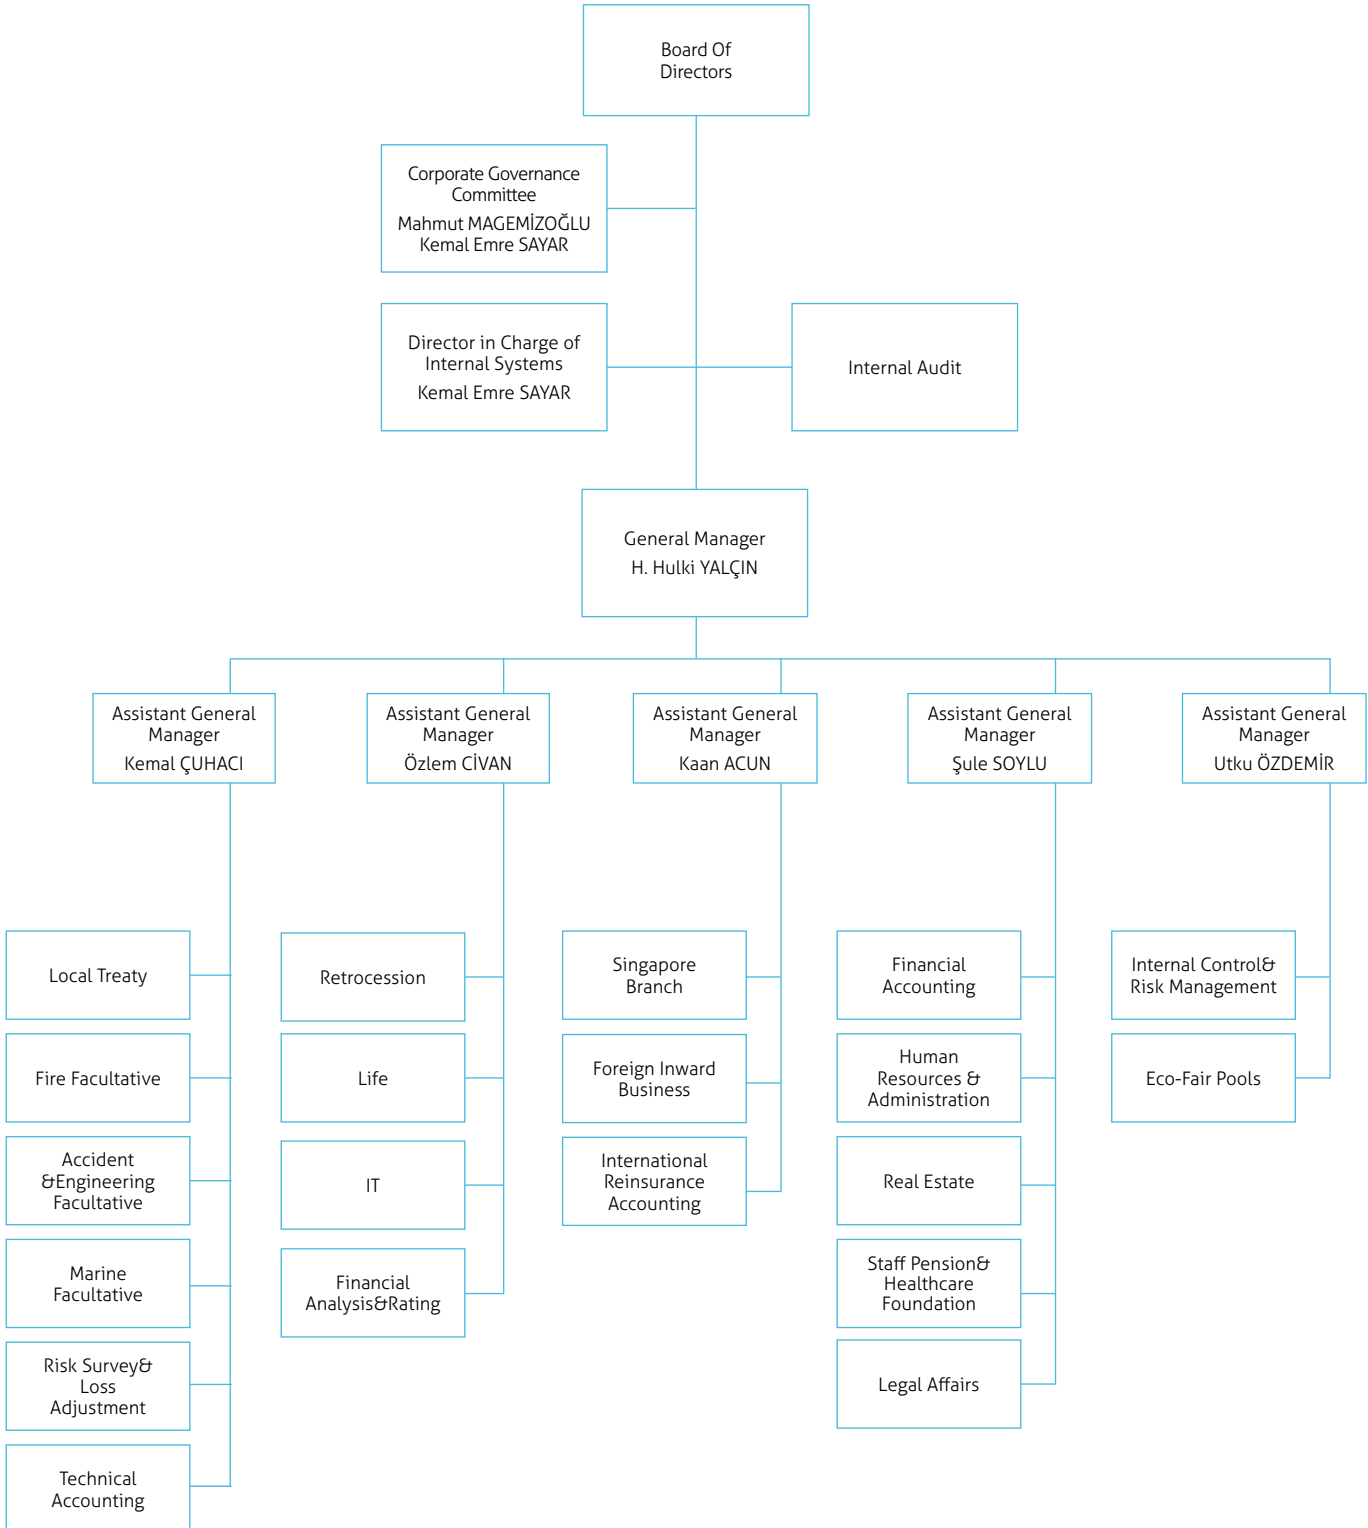 Board Of
Directors
Corporate Governance
Committee
Mahmut MAGEMİZOĞLU
Kemal Emre SAYAR
Director in Charge of
Internal Systems
Kemal Emre SAYAR
Internal Audit
General Manager
H. Hulki YALÇIN
Assistant General
Manager
Kemal ÇUHACI
Assistant General
Manager
Özlem CİVAN
Assistant General
Manager
Kaan ACUN
Assistant General
Manager
Şule SOYLU
Assistant General
Manager
Utku ÖZDEMİR
Local Treaty
Fire Facultative
Accident
&Engineering
Facultative
Marine
Facultative
Risk Survey&
Loss
Adjustment
Technical
Accounting
Retrocession
Life
IT
Financial
Analysis&Rating
Singapore
Branch
Foreign Inward
Business
International
Reinsurance
Accounting
Financial
Accounting
Human
Resources &
Administration
Real Estate
Staff Pension&
Healthcare
Foundation
Legal Affairs
Internal Control&
Risk Management
Eco-Fair Pools